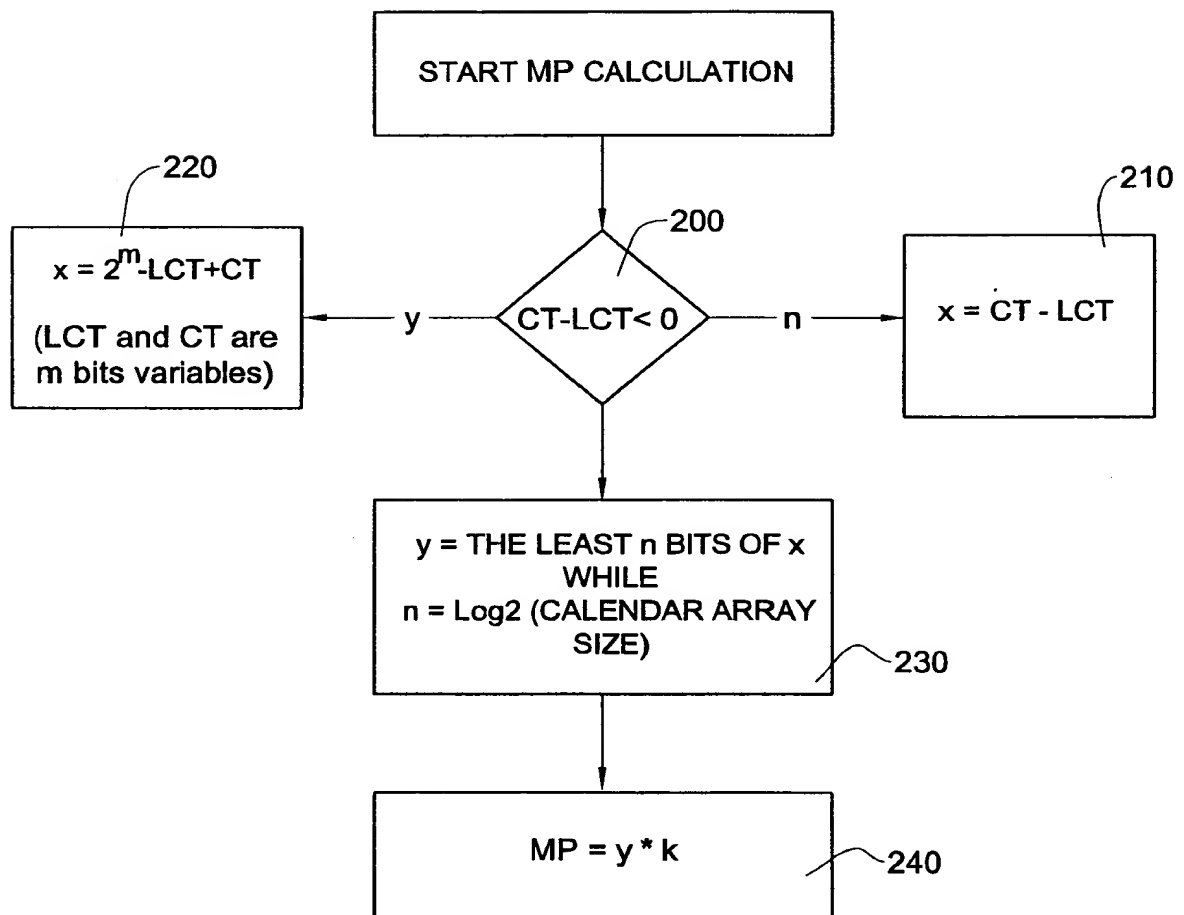 START MP CALCULATION
220
x = 2^m-LCT+CT
(LCT and CT are
m bits variables)
y
200
CT-LCT< 0
n
210
x = CT - LCT
y = THE LEAST n BITS OF x
WHILE
n = Log2 (CALENDAR ARRAY
SIZE)
230
MP = y * k
240